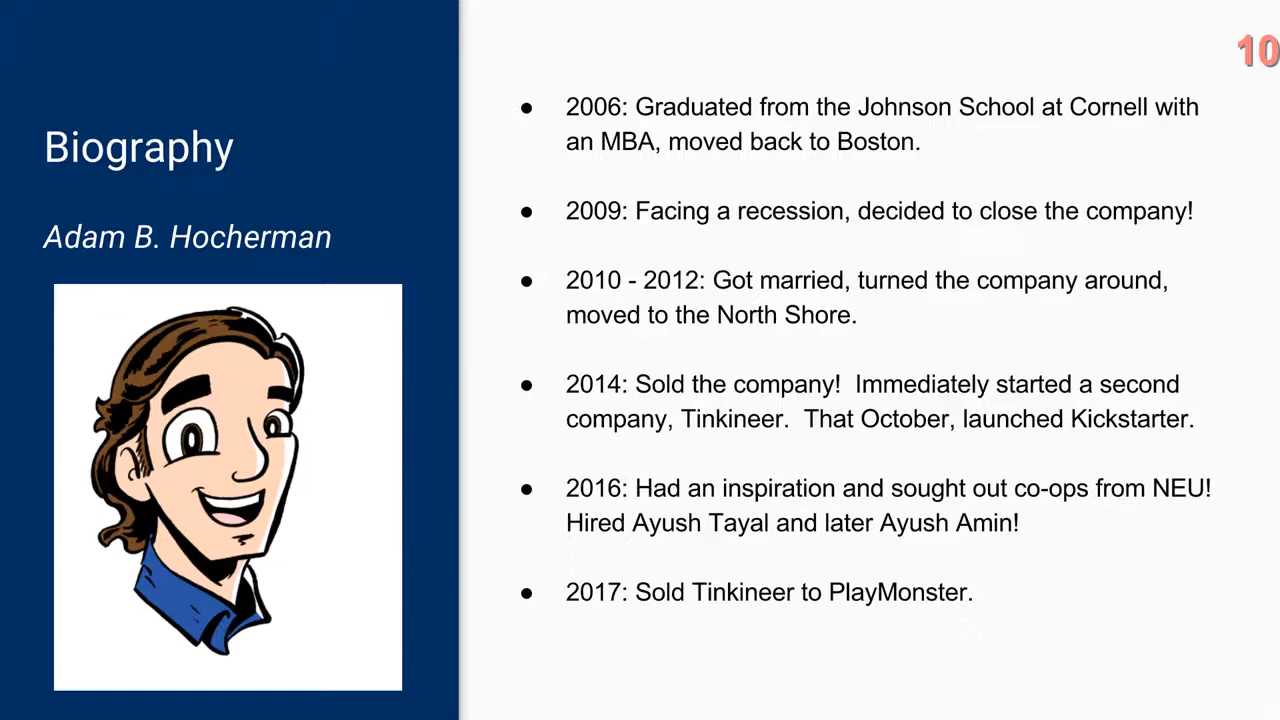 10
Biography
Adam B. Hocherman
● 2006: Graduated from the Johnson School at Cornell with
an MBA, moved back to Boston.
● 2009: Facing a recession, decided to close the company!
● 2010 - 2012: Got married, turned the company around,
moved to the North Shore.
● 2014: Sold the company!  Immediately started a second
company, Tinkineer.  That October, launched Kickstarter.
● 2016: Had an inspiration and sought out co-ops from NEU!
Hired Ayush Tayal and later Ayush Amin!
● 2017: Sold Tinkineer to PlayMonster.